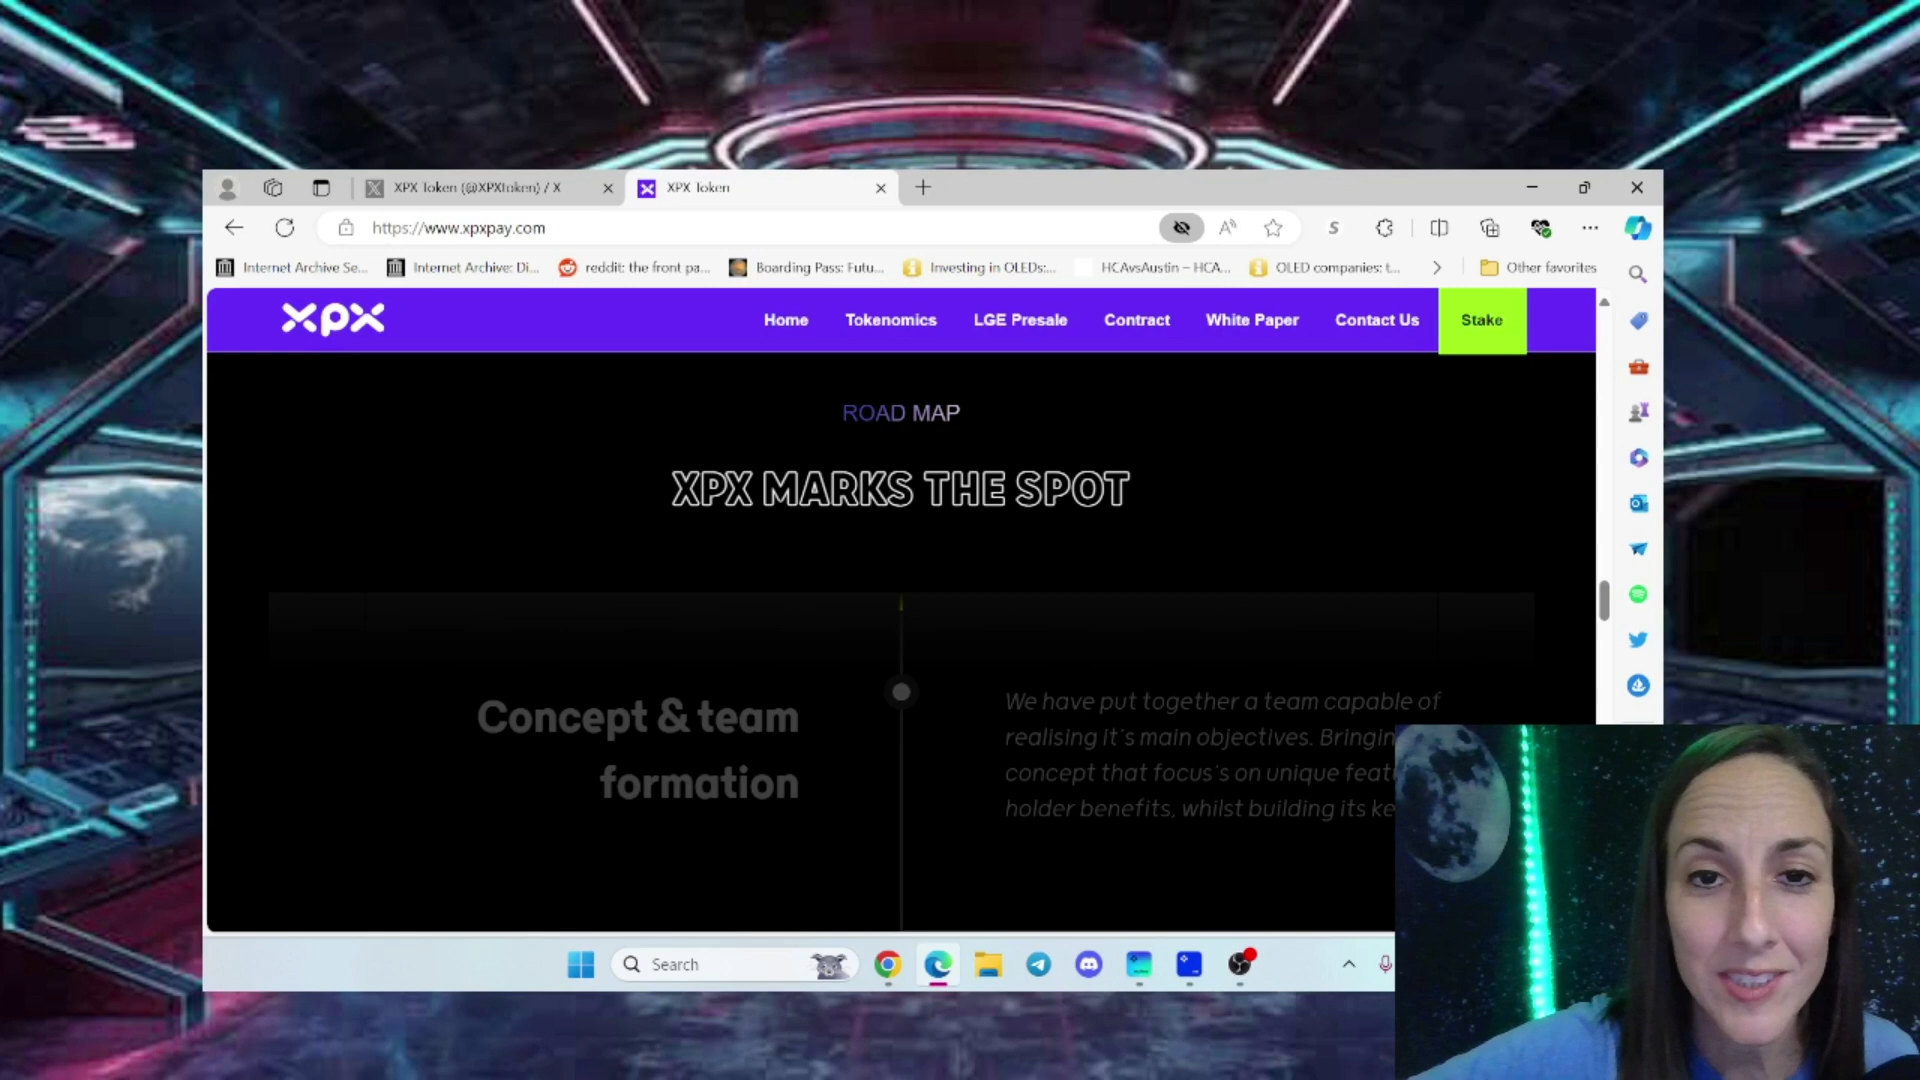 XPX Token (@XPXtoken) / X
XPX Token
https://www.xpxpay.com
Internet Archive Se...
Internet Archive: Di...
reddit: the front pa...
Boarding Pass: Futu...
Investing in OLEDs:...
HCAvsAustin – HCA...
OLED companies: t...
Other favorites
xpx
Home
Tokenomics
LGE Presale
Contract
White Paper
Contact Us
Stake
ROAD MAP
XPX MARKS THE SPOT
Concept & team
formation
We have put together a team capable of
realising it's main objectives. Bringin
concept that focus's on unique feat
holder benefits, whilst building its ke
Search